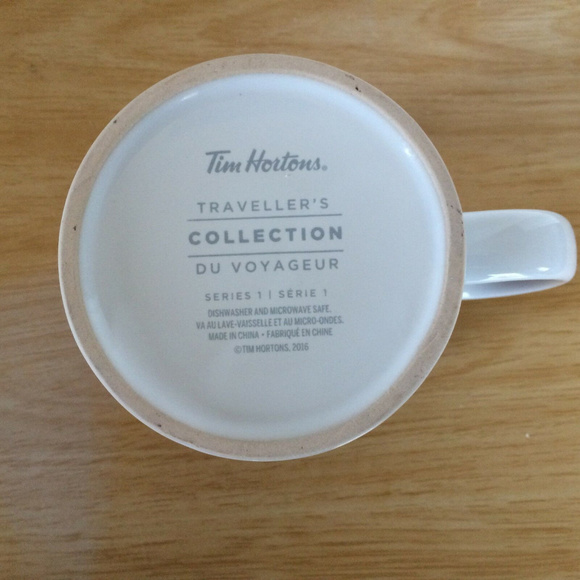 Tim Hortons®
TRAVELLER'S
COLLECTION
DU VOYAGEUR
SERIES 1 | SÉRIE 1
DISHWASHER AND MICROWAVE SAFE.
VA AU LAVE-VAISSELLE ET AU MICRO-ONDES.
MADE IN CHINA • FABRIQUÉ EN CHINE
©TIM HORTONS, 2016